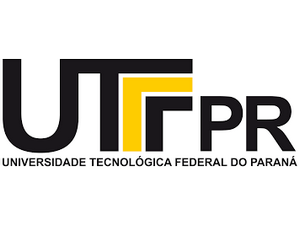 UTFPR
UNIVERSIDADE TECNOLÓGICA FEDERAL DO PARANÁ